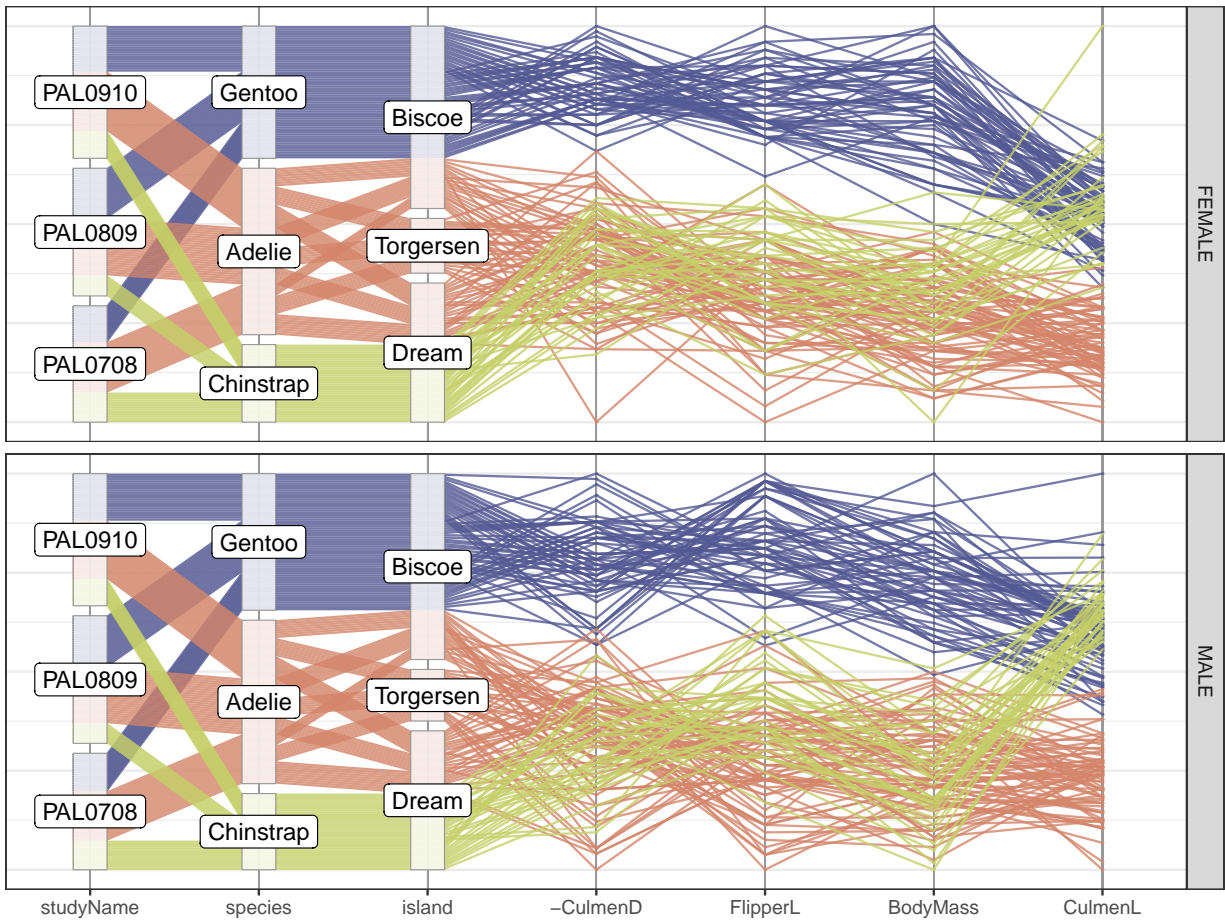 PAL0910
Gentoo
Biscoe
PAL0809
Adelie
Torgersen
PAL0708
Chinstrap
Dream
FEMALE
PAL0910
Gentoo
Biscoe
PAL0809
Adelie
Torgersen
PAL0708
Chinstrap
Dream
MALE
studyName species island −CulmenD FlipperL BodyMass CulmenL